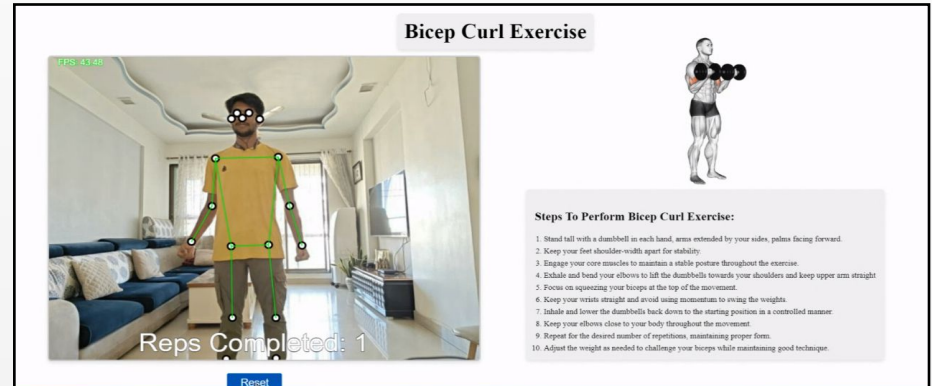 Bicep Curl Exercise
FPS: 43.48
Reps Completed: 1
Reset
Steps To Perform Bicep Curl Exercise:
1. Stand tall with a dumbbell in each hand, arms extended by your sides, palms facing forward.
2. Keep your feet shoulder-width apart for stability.
3. Engage your core muscles to maintain a stable posture throughout the exercise.
4. Exhale and bend your elbows to lift the dumbbells towards your shoulders and keep upper arm straight
5. Focus on squeezing your biceps at the top of the movement.
6. Keep your wrists straight and avoid using momentum to swing the weights.
7. Inhale and lower the dumbbells back down to the starting position in a controlled manner.
8. Keep your elbows close to your body throughout the movement.
9. Repeat for the desired number of repetitions, maintaining proper form.
10. Adjust the weight as needed to challenge your biceps while maintaining good technique.